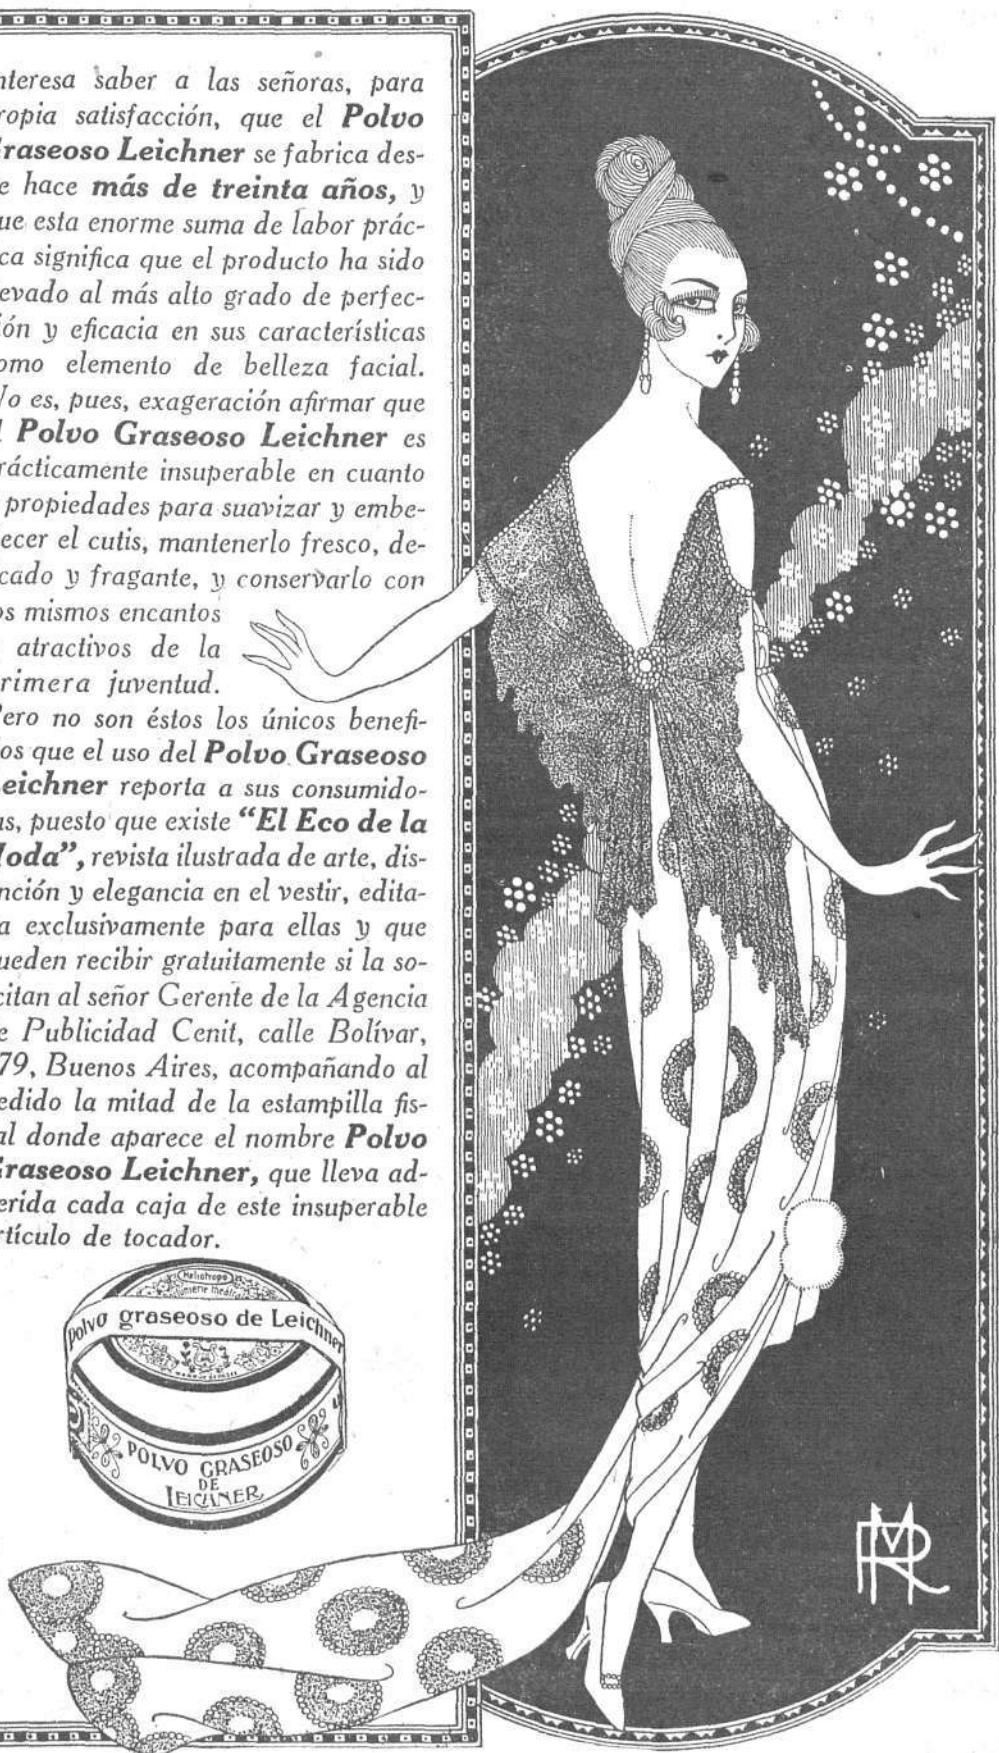 nteresa saber a las señoras, para
ropia satisfacción, que el Polvo
raseoso Leichner se fabrica des-
e hace más de treinta años, y
ue esta enorme suma de labor prác-
ca significa que el producto ha sido
evado al más alto grado de perfec-
ión y eficacia en sus características
omo elemento de belleza facial.
o es, pues, exageración afirmar que
l Polvo Graseoso Leichner es
rácticamente insuperable en cuanto
propiedades para suavizar y embe-
ecer el cutis, mantenerlo fresco, de-
cado y fragante, y conservarlo con
os mismos encantos
atractivos de la
rimera juventud.
ero no son éstos los únicos benefi-
os que el uso del Polvo Graseoso
eichner reporta a sus consumido-
as, puesto que existe “El Eco de la
oda”, revista ilustrada de arte, dis-
nción y elegancia en el vestir, edita-
a exclusivamente para ellas y que
ueden recibir gratuitamente si la so-
citan al señor Gerente de la Agencia
e Publicidad Cenit, calle Bolívar,
79, Buenos Aires, acompañando al
edido la mitad de la estampilla fis-
al donde aparece el nombre Polvo
raseoso Leichner, que lleva ad-
erida cada caja de este insuperable
rtículo de tocador.
Heliotropo
Polvo graseoso de Leichner
POLVO GRASEOSO
DE
LEICHNER